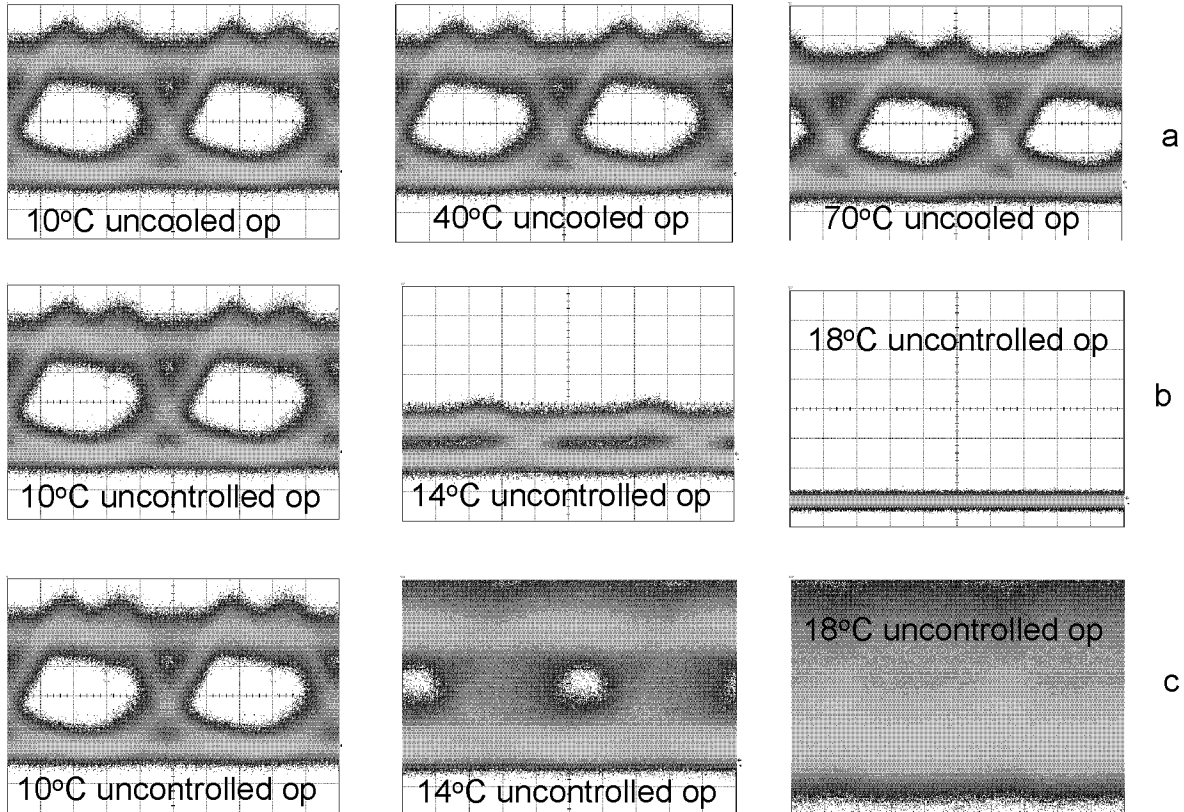 10°C uncooled op
40°C uncooled op
70°C uncooled op
a
10°C uncontrolled op
14°C uncontrolled op
18°C uncontrolled op
b
10°C uncontrolled op
14°C uncontrolled op
18°C uncontrolled op
c